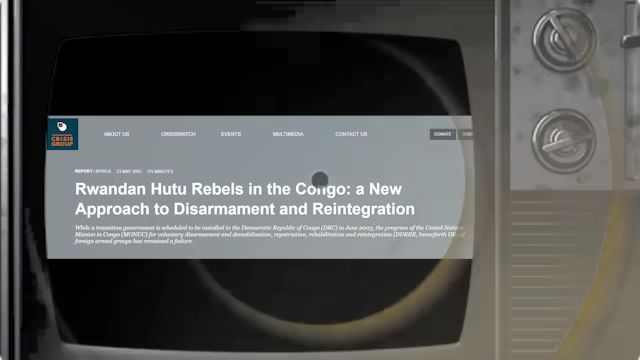 CRISIS
GROUP
ABOUT US
CRISISWATCH
EVENTS
MULTIMEDIA
CONTACT US
DONATE
REPORT / AFRICA 23 MAY 2003
MINUTES
Rwandan Hutu Rebels in the Congo: a New
Approach to Disarmament and Reintegration
While a transition government is scheduled to be installed in the Democratic Republic of Congo (DRC) in June 2003, the program of the United Nations
Mission in Congo (MONUC) for voluntary disarmament and demobilisation, repatriation, rehabilitation and reintegration (DDRRR, henceforth DR) of
foreign armed groups has remained a failure.